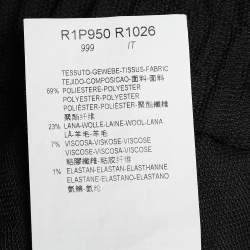 R1P950 R1026
999 IT
TESSUTO-GEWEBE-TISSUS-FABRIC
TEJIDO-COMPOSICAO-面料-面料
69% POLIESTERE-POLYESTER
POLYESTER-POLYESTER
POLIÉSTER-POLIÉSTER-聚酯纖維
聚酯纤维
23% LANA-WOLLE-LAINE-WOOL-LANA
LÃ-羊毛-羊毛
7% VISCOSA-VISKOSE-VISCOSE
VISCOSE-VISCOSA-VISCOSE
粘膠纖維-粘胶纤维
1% ELASTAN-ELASTAN-ELASTHANNE
ELASTANE-ELASTANO-ELASTANO
氨綸-氨纶